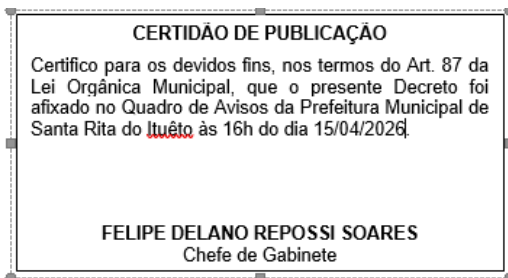 CERTIDÃO DE PUBLICAÇÃO
Certifico para os devidos fins, nos termos do Art. 87 da
Lei Orgânica Municipal, que o presente Decreto foi
afixado no Quadro de Avisos da Prefeitura Municipal de
Santa Rita do Ituêto às 16h do dia 15/04/2026.
FELIPE DELANO REPOSSI SOARES
Chefe de Gabinete